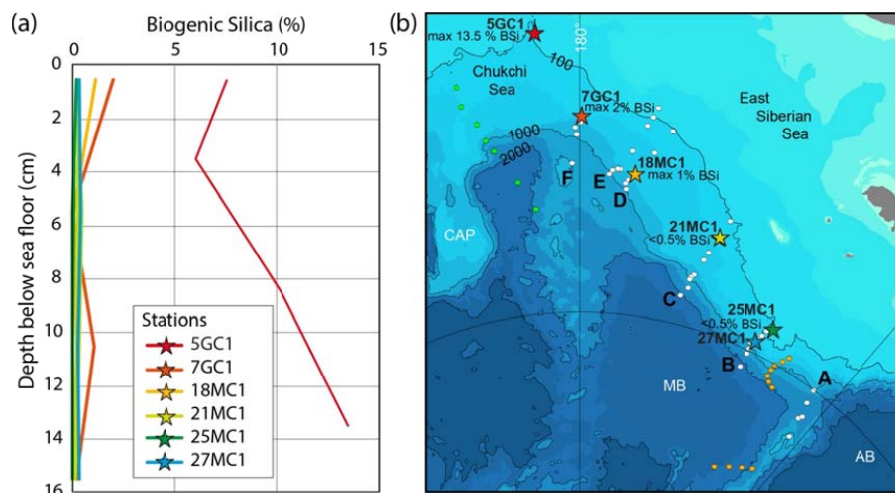 (a)
Biogenic Silica (%)
0 5 10 15
Depth below sea floor (cm)
0
2
4
6
8
10
12
14
16
Stations
5GC1
7GC1
18MC1
21MC1
25MC1
27MC1
(b)
5GC1
max 13.5 % BSi
180°
100
Chukchi
Sea
7GC1
max 2% BSi
East
Siberian
Sea
1000
2000
18MC1
max 1% BSi
F
E
D
21MC1
<0.5% BSi
CAP
C
25MC1
<0.5% BSi
27MC1
B
A
MB
AB